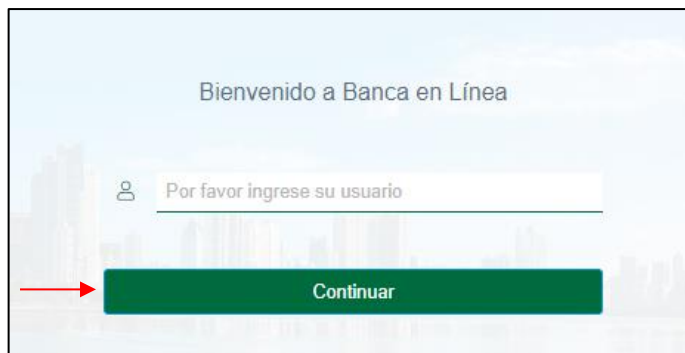 Bienvenido a Banca en Línea
Por favor ingrese su usuario
Continuar